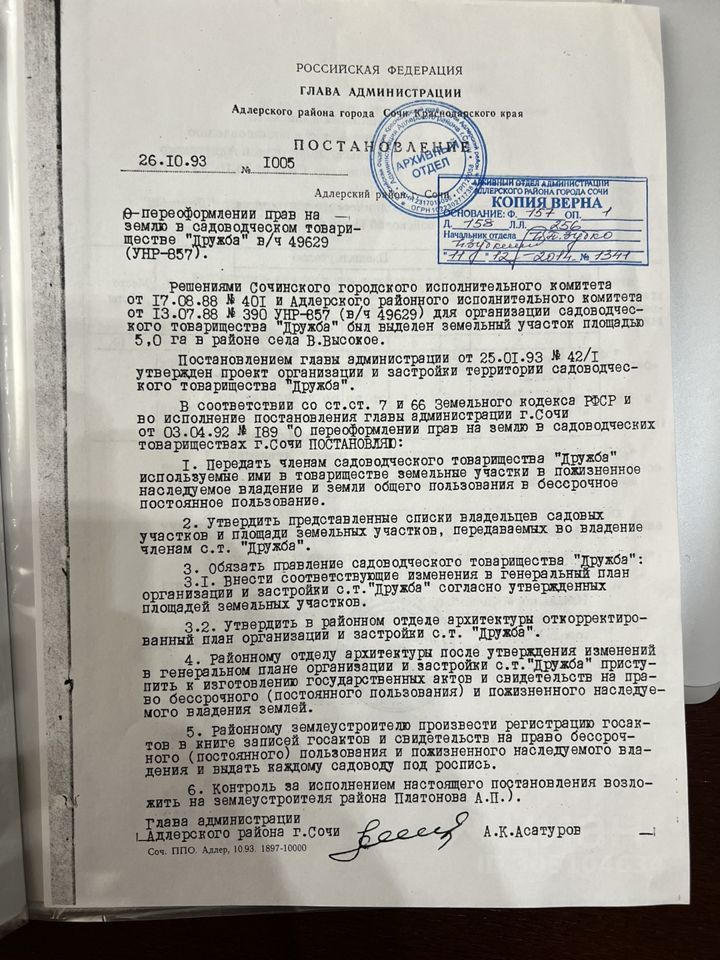 РОССИЙСКАЯ ФЕДЕРАЦИЯ
ГЛАВА АДМИНИСТРАЦИИ
Адлерского района города Сочи Краснодарского края
ПОСТАНОВЛЕНИЕ
26.10.93 № 1005
Адлерский район г. Сочи
АРХИВНЫЙ ОТДЕЛ
АРХИВНЫЙ ОТДЕЛ АДМИНИСТРАЦИИ
АДЛЕРСКОГО РАЙОНА ГОРОДА СОЧИ
КОПИЯ ВЕРНА
ОСНОВАНИЕ: Ф. 157 ОП. 1
Д. 158 Л.Л. 256
Начальник отдела
"11" 12 2014 № 1341
О переоформлении прав на
землю в садоводческом товари-
ществе "Дружба" в/ч 49629
(УНР-857).
Решениями Сочинского городского исполнительного комитета
от 17.08.88 № 401 и Адлерского районного исполнительного комитета
от 13.07.88 № 390 УНР-857 (в/ч 49629) для организации садоводчес-
кого товарищества "Дружба" был выделен земельный участок площадью
5,0 га в районе села В.Высокое.
Постановлением главы администрации от 25.01.93 № 42/1
утвержден проект организации и застройки территории садоводчес-
кого товарищества "Дружба".
В соответствии со ст.ст. 7 и 66 Земельного кодекса РФСР и
во исполнение постановления главы администрации г.Сочи
от 03.04.92 № 189 "О переоформлении прав на землю в садоводческих
товариществах г.Сочи ПОСТАНОВЛЯЮ:
1. Передать членам садоводческого товарищества "Дружба"
используемые ими в товариществе земельные участки в пожизненное
наследуемое владение и земли общего пользования в бессрочное
постоянное пользование.
2. Утвердить представленные списки владельцев садовых
участков и площади земельных участков, передаваемых во владение
членам с.т. "Дружба".
3. Обязать правление садоводческого товарищества "Дружба":
3.1. Внести соответствующие изменения в генеральный план
организации и застройки с.т."Дружба" согласно утвержденных
площадей земельных участков.
3.2. Утвердить в районном отделе архитектуры откорректиро-
ванный план организации и застройки с.т. "Дружба".
4. Районному отделу архитектуры после утверждения изменений
в генеральном плане организации и застройки с.т."Дружба" присту-
пить к изготовлению государственных актов и свидетельств на пра-
во бессрочного (постоянного пользования) и пожизненного наследуе-
мого владения землей.
5. Районному землеустроителю произвести регистрацию госак-
тов в книге записей госактов и свидетельств на право бессроч-
ного (постоянного) пользования и пожизненного наследуемого вла-
дения и выдать каждому садоводу под роспись.
6. Контроль за исполнением настоящего постановления возло-
жить на землеустроителя района Платонова А.П.).
Глава администрации
Адлерского района г.Сочи А.К.Асатуров
Соч. ППО. Адлер, 10.93. 1897-10000